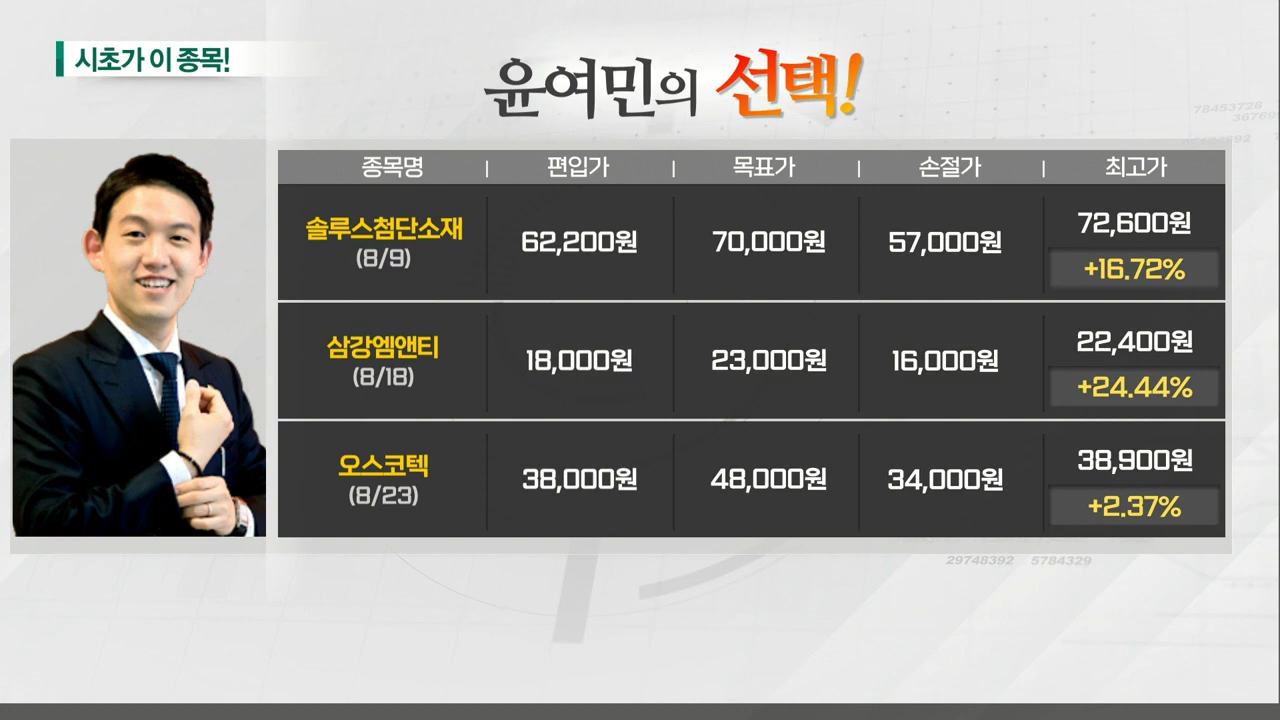 시초가 이 종목!
윤여민의 선택!
종목명 | 편입가 | 목표가 | 손절가 | 최고가
솔루스첨단소재 62,200원 70,000원 57,000원 72,600원
(8/9) +16.72%
삼강엠앤티 18,000원 23,000원 16,000원 22,400원
(8/18) +24.44%
오스코텍 38,000원 48,000원 34,000원 38,900원
(8/23) +2.37%
78453728
29748392 5784329